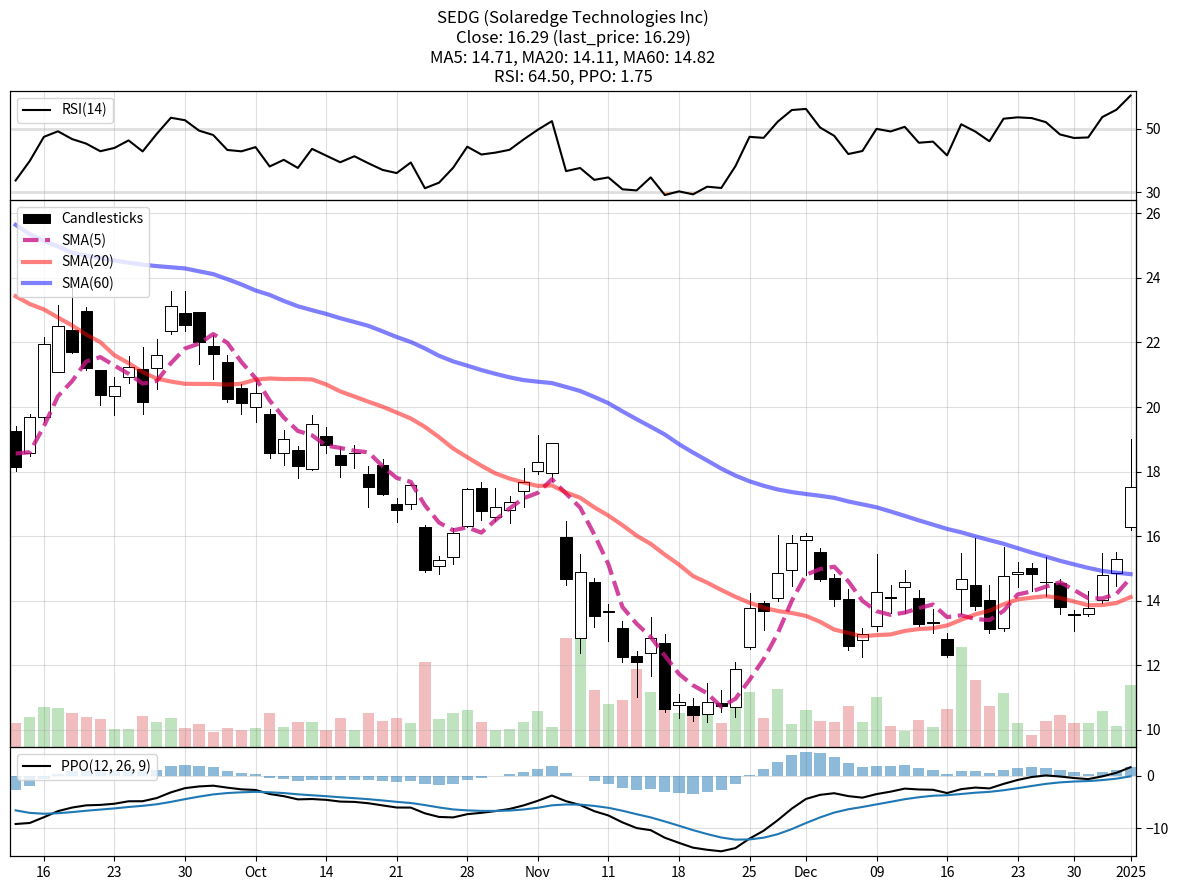 SEDG (Solaredge Technologies Inc)
Close: 16.29 (last_price: 16.29)
MA5: 14.71, MA20: 14.11, MA60: 14.82
RSI: 64.50, PPO: 1.75
RSI(14)
50
30
Candlesticks
SMA(5)
SMA(20)
SMA(60)
26
24
22
20
18
16
14
12
10
PPO(12, 26, 9)
0
−10
16 23 30 Oct 14 21 28 Nov 11 18 25 Dec 09 16 23 30 2025